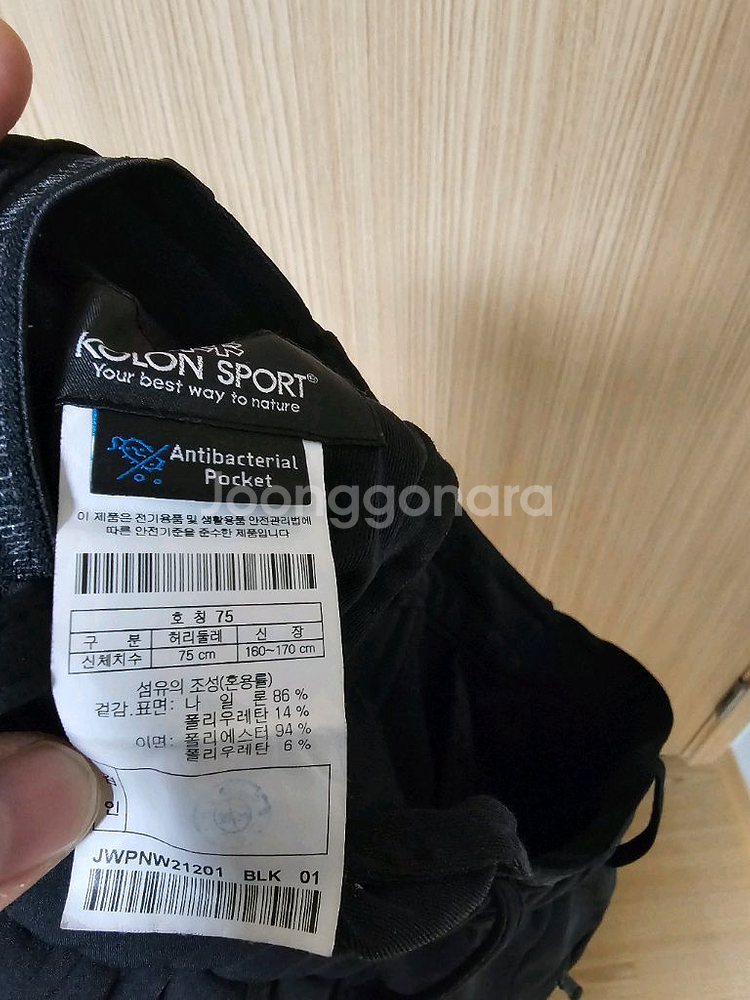 KOLON SPORT®
Your best way to nature
Antibacterial
Pocket
Joonggonara
이 제품은 전기용품 및 생활용품 안전관리법에
따른 안전기준을 준수한 제품입니다
호 칭 75
구 분 허리둘레 신 장
신체치수 75 cm 160~170 cm
섬유의 조성(혼용률)
겉감.표면: 나 일 론 86 %
폴리우레탄 14 %
이면: 폴리에스터 94 %
폴리우레탄 6 %
인
JWPNW21201 BLK 01